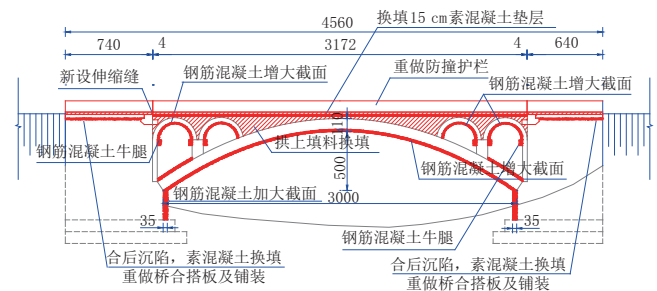 4560
换填15 cm素混凝土垫层
740
4
3172
4
640
新设伸缩缝
钢筋混凝土增大截面
重做防撞护栏
钢筋混凝土增大截面
810
钢筋混凝土牛腿
拱上填料换填
500
钢筋混凝土增大截面
钢筋混凝土加大截面
3000
35
35
钢筋混凝土牛腿
合后沉陷，素混凝土换填
重做桥合搭板及铺装
合后沉陷，素混凝土换填
重做桥合搭板及铺装